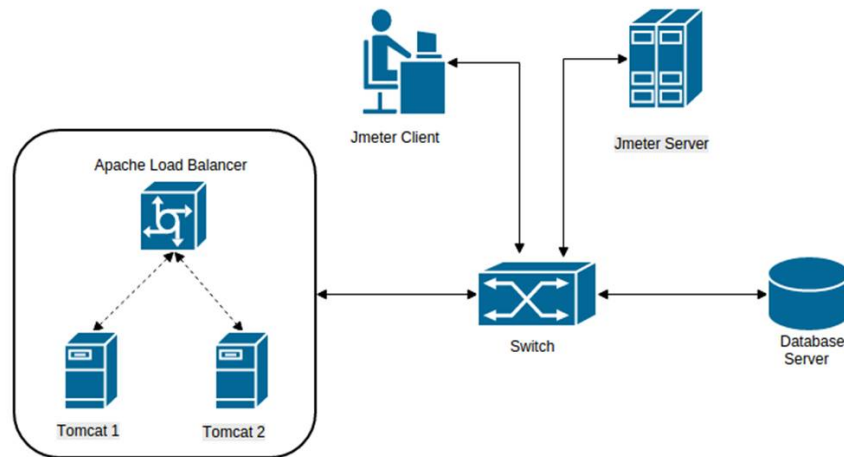 Jmeter Client
Jmeter Server
Apache Load Balancer
Tomcat 1
Tomcat 2
Switch
Database
Server